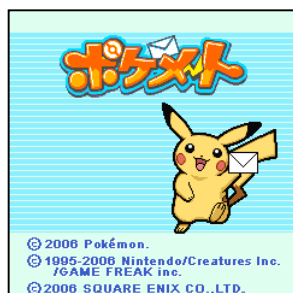 ポケメート
©2006 Pokémon.
©1995-2006 Nintendo/Creatures Inc.
/GAME FREAK inc.
©2006 SQUARE ENIX CO.,LTD.